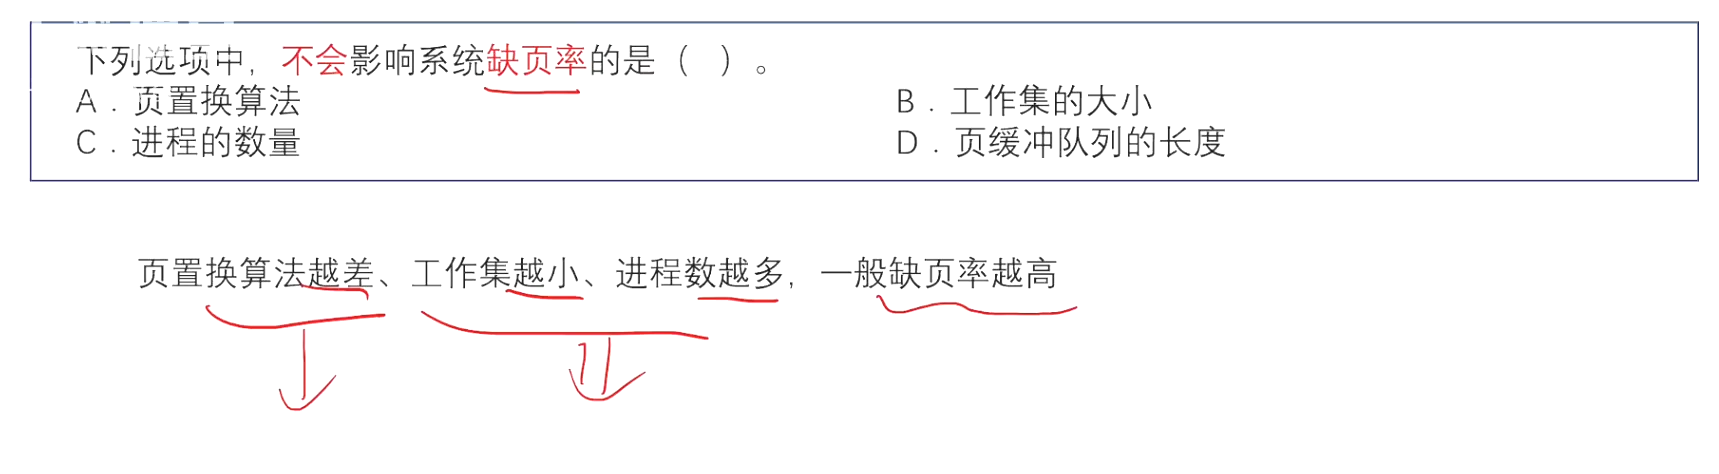 下列选项中，不会影响系统缺页率的是（ ）。
A．页置换算法 B．工作集的大小
C．进程的数量 D．页缓冲队列的长度
页置换算法越差、工作集越小、进程数越多，一般缺页率越高